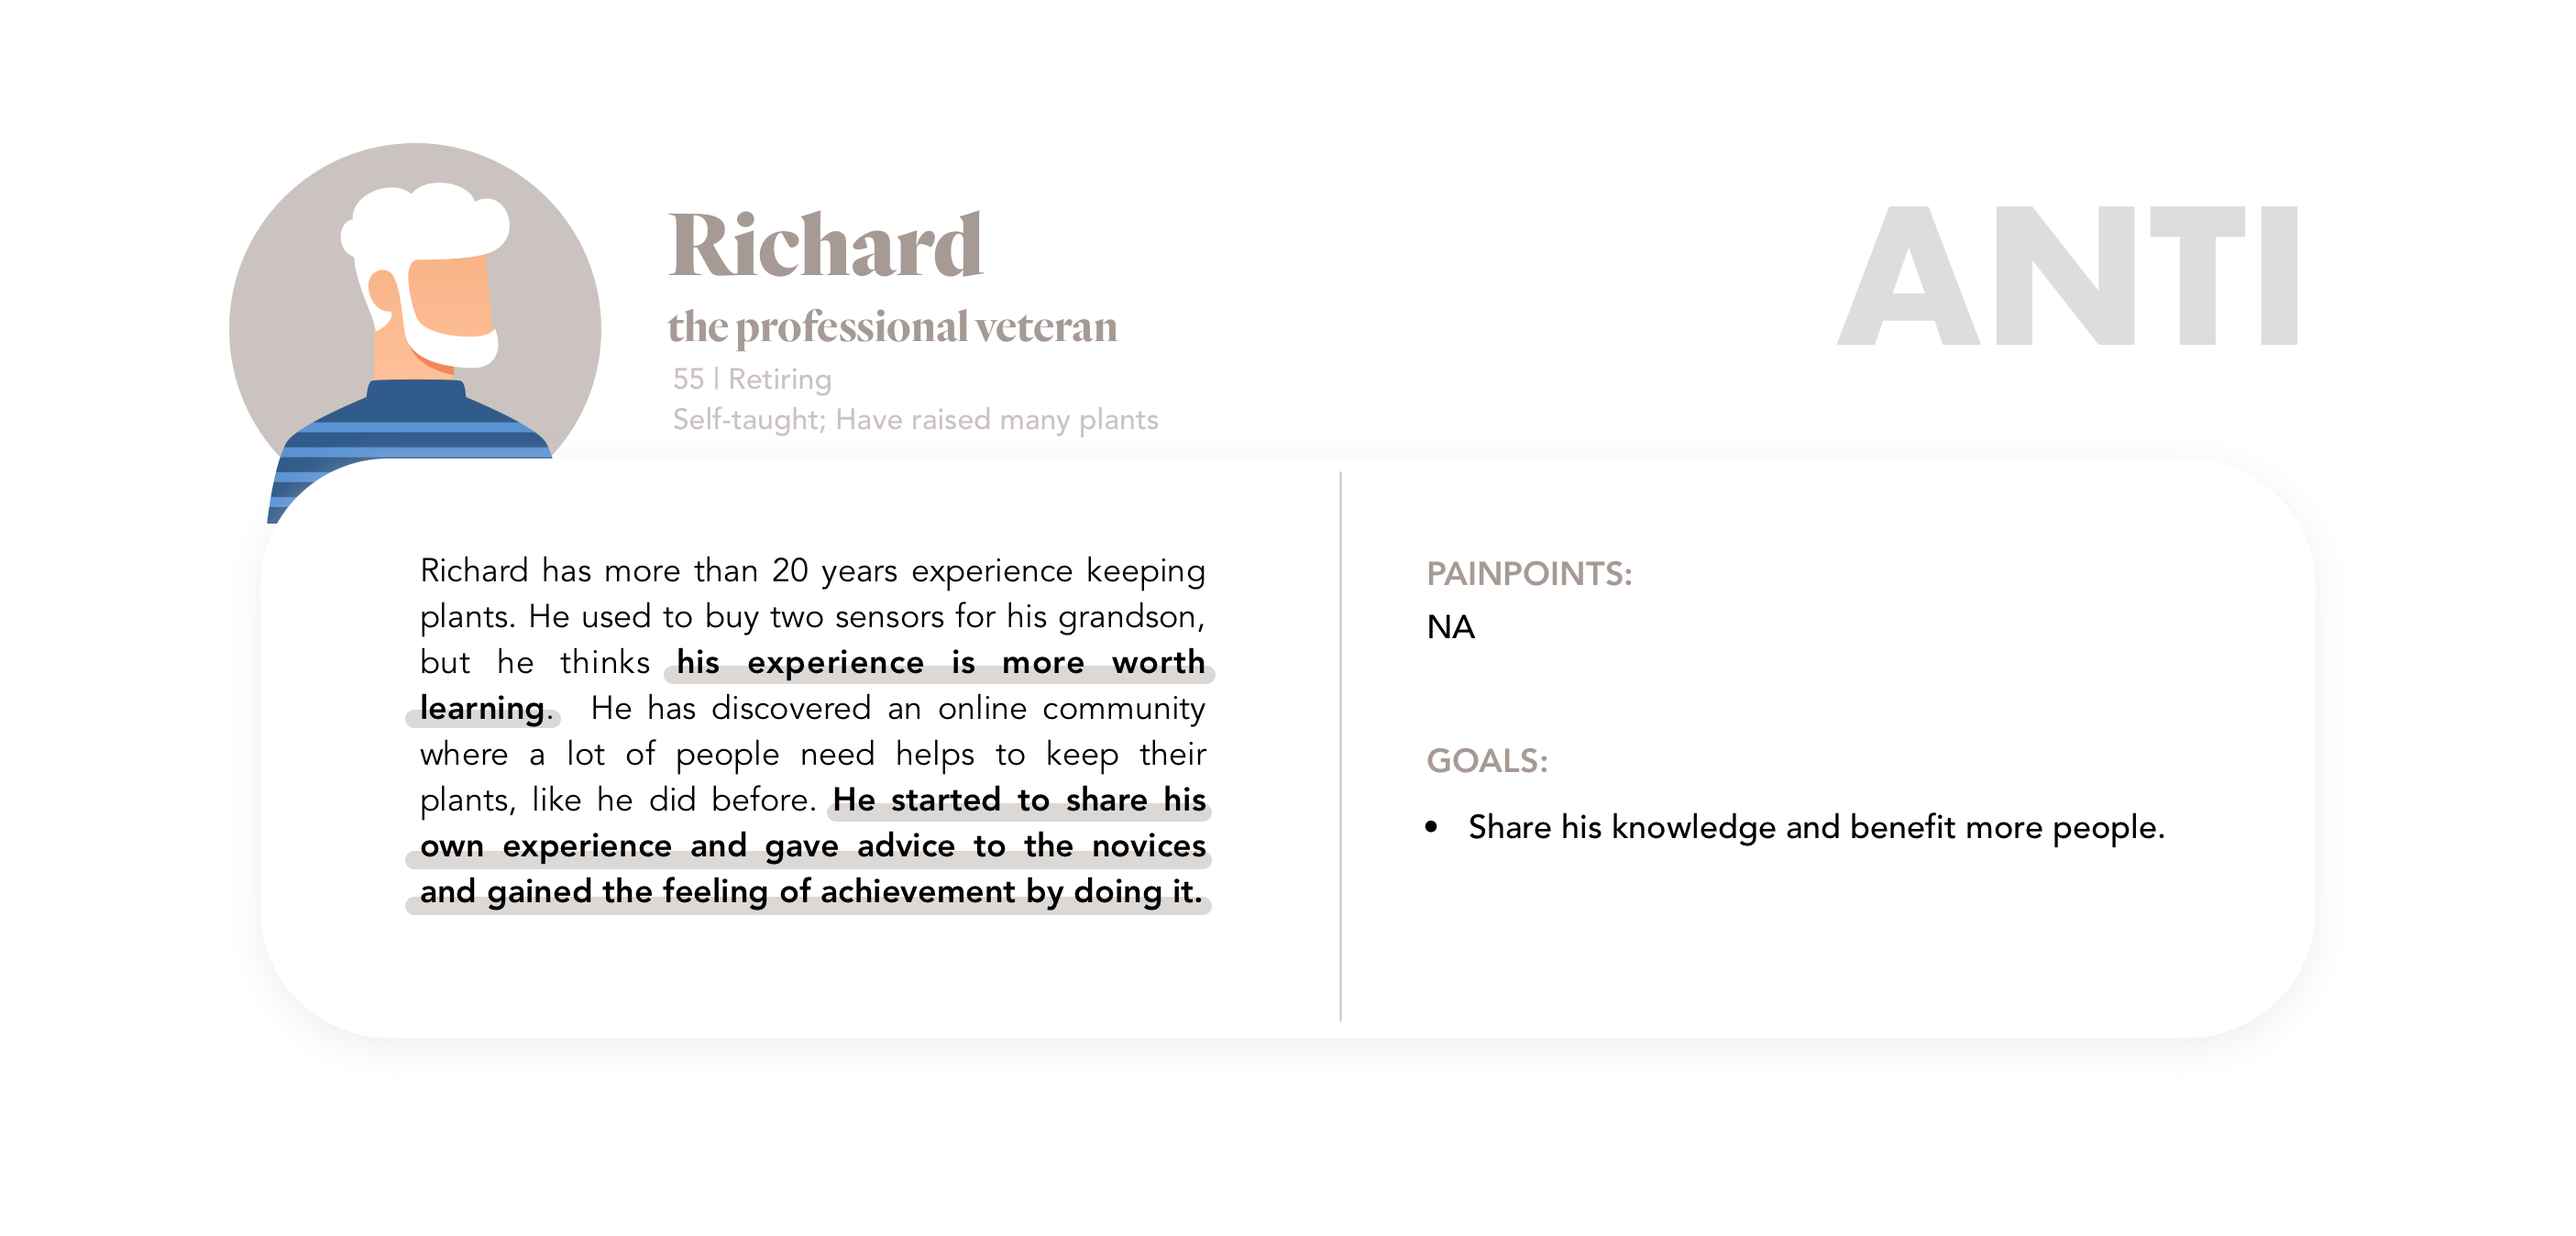 Richard
the professional veteran
55 | Retiring
Self-taught; Have raised many plants
ANTI
Richard has more than 20 years experience keeping
plants. He used to buy two sensors for his grandson,
but he thinks his experience is more worth
learning. He has discovered an online community
where a lot of people need helps to keep their
plants, like he did before. He started to share his
own experience and gave advice to the novices
and gained the feeling of achievement by doing it.
PAINPOINTS:
NA
GOALS:
• Share his knowledge and benefit more people.